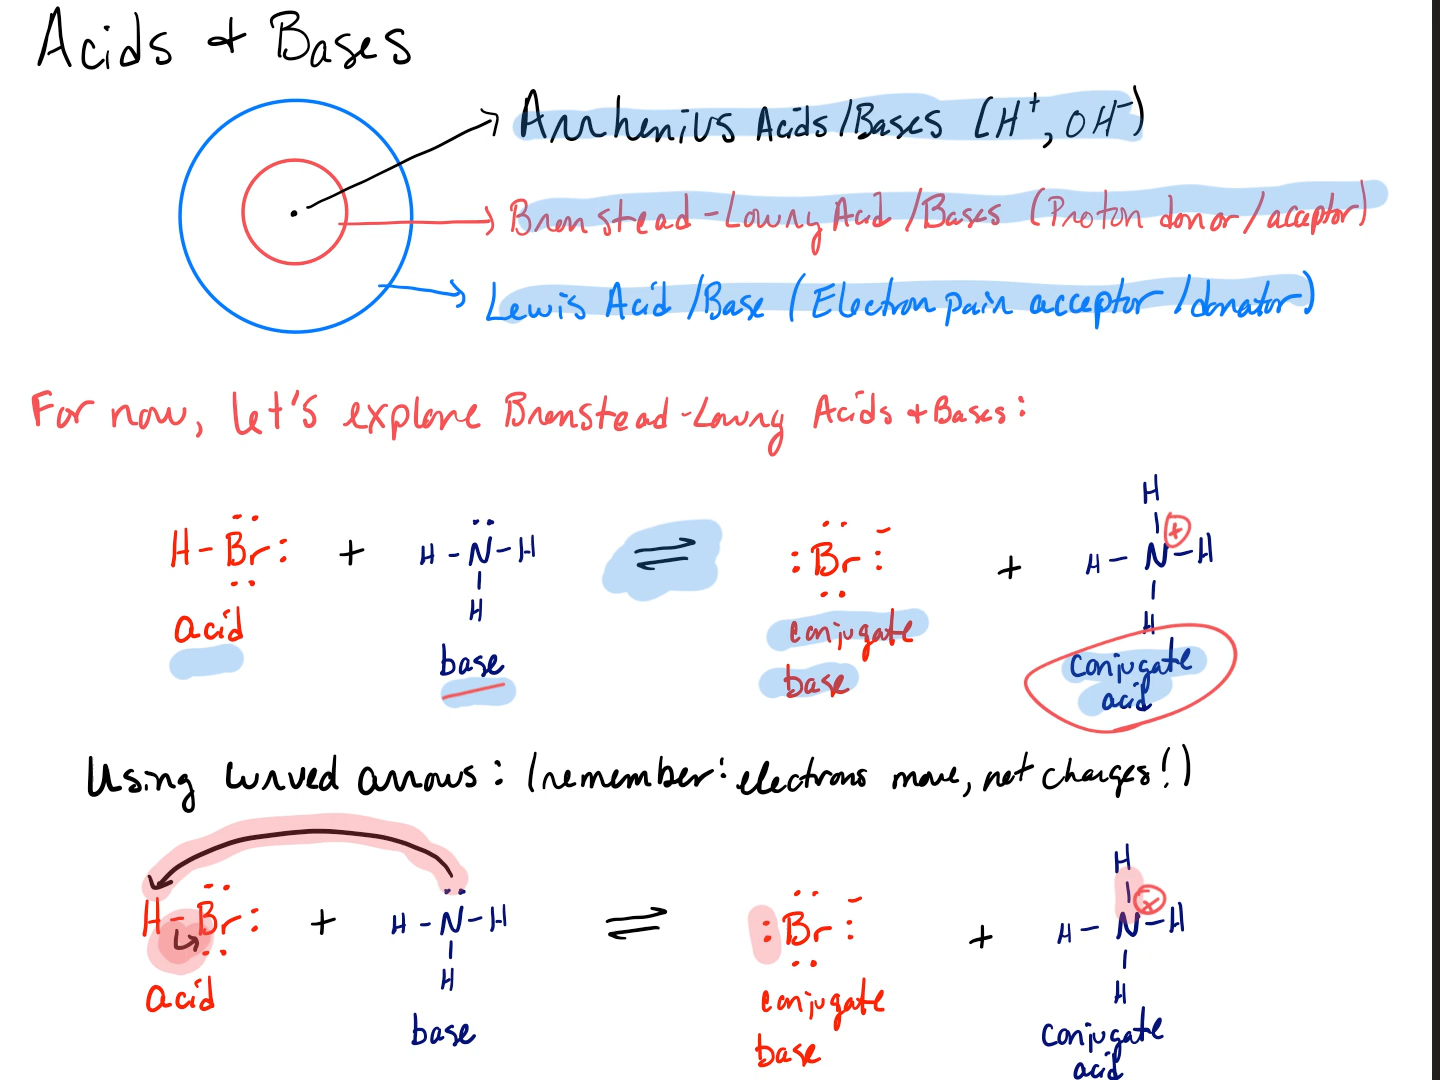 Acids + Bases
Arrhenius Acids/Bases (H⁺, OH⁻)
Bronstead-Lowry Acid/Bases (Proton donor/acceptor)
Lewis Acid/Base (Electron pair acceptor/donator)
For now, let's explore Bronstead-Lowry Acids + Bases:
H-Br: + H-N-H ⇌ :Br:⁻ + H-N⁺-H
H
H
H
acid
base
conjugate base
conjugate acid
Using curved arrows: (remember: electrons move, not charges!)
H-Br: + H-N-H ⇌ :Br:⁻ + H-N⁺-H
H
H
H
acid
base
conjugate base
conjugate acid